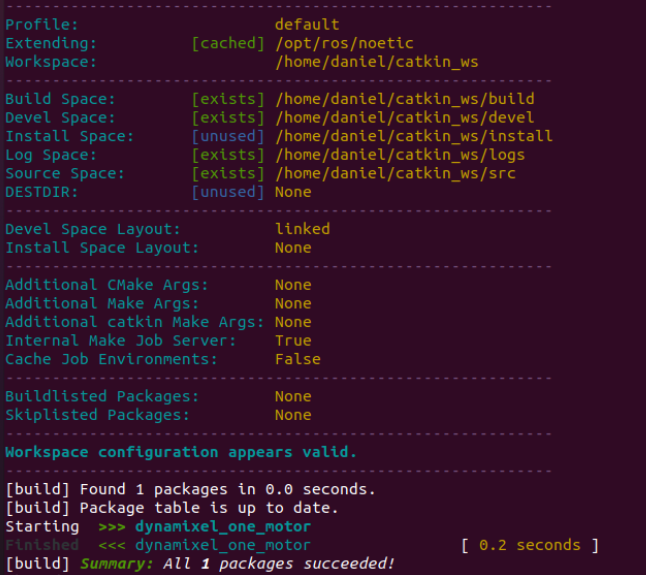 Profile: default
Extending: [cached] /opt/ros/noetic
Workspace: /home/daniel/catkin_ws
Build Space: [exists] /home/daniel/catkin_ws/build
Devel Space: [exists] /home/daniel/catkin_ws/devel
Install Space: [unused] /home/daniel/catkin_ws/install
Log Space: [exists] /home/daniel/catkin_ws/logs
Source Space: [exists] /home/daniel/catkin_ws/src
DESTDIR: [unused] None
Devel Space Layout: linked
Install Space Layout: None
Additional CMake Args: None
Additional Make Args: None
Additional catkin Make Args: None
Internal Make Job Server: True
Cache Job Environments: False
Buildlisted Packages: None
Skiplisted Packages: None
Workspace configuration appears valid.
[build] Found 1 packages in 0.0 seconds.
[build] Package table is up to date.
Starting >>> dynamixel_one_motor
Finished <<< dynamixel_one_motor [ 0.2 seconds ]
[build] Summary: All 1 packages succeeded!